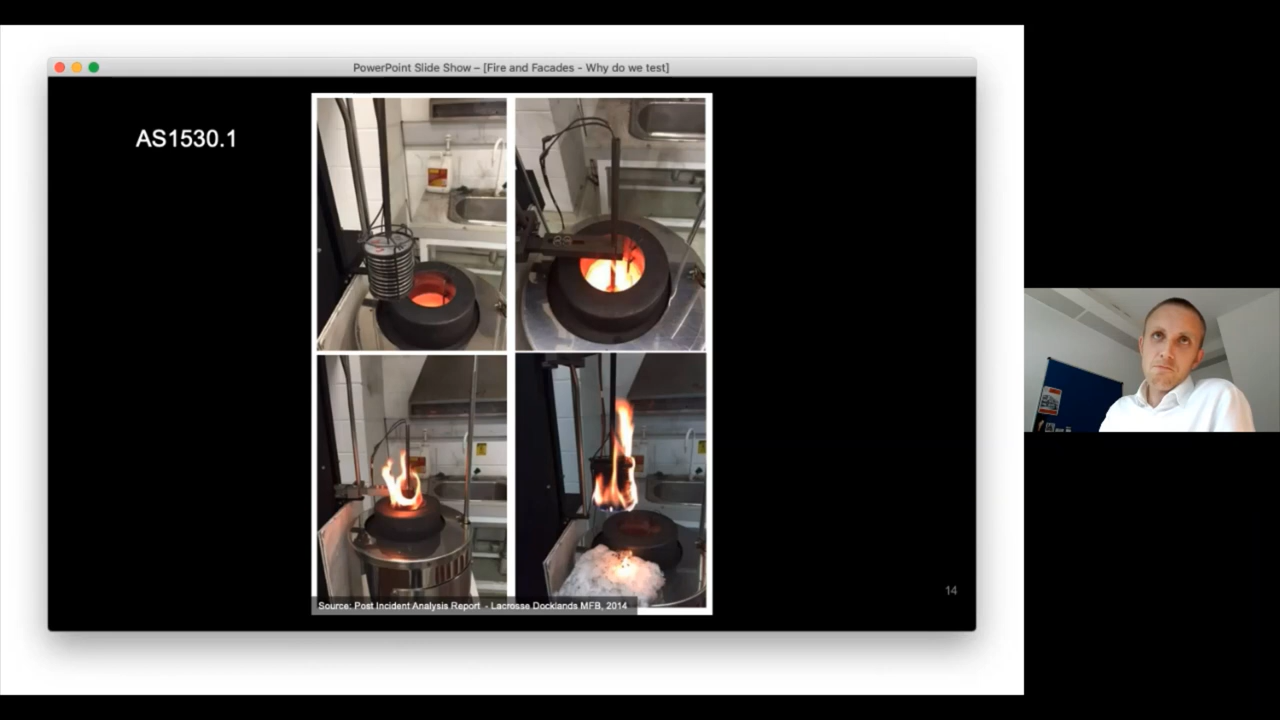 PowerPoint Slide Show – [Fire and Facades - Why do we test]
AS1530.1
Source: Post Incident Analysis Report - Lacrosse Docklands MFB, 2014
14